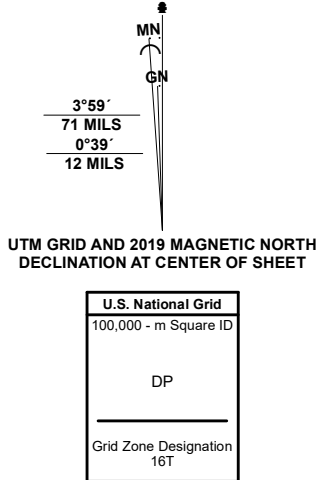 MN
GN
3°59´
71 MILS
0°39´
12 MILS
UTM GRID AND 2019 MAGNETIC NORTH
DECLINATION AT CENTER OF SHEET
U.S. National Grid
100,000 - m Square ID
DP
Grid Zone Designation
16T